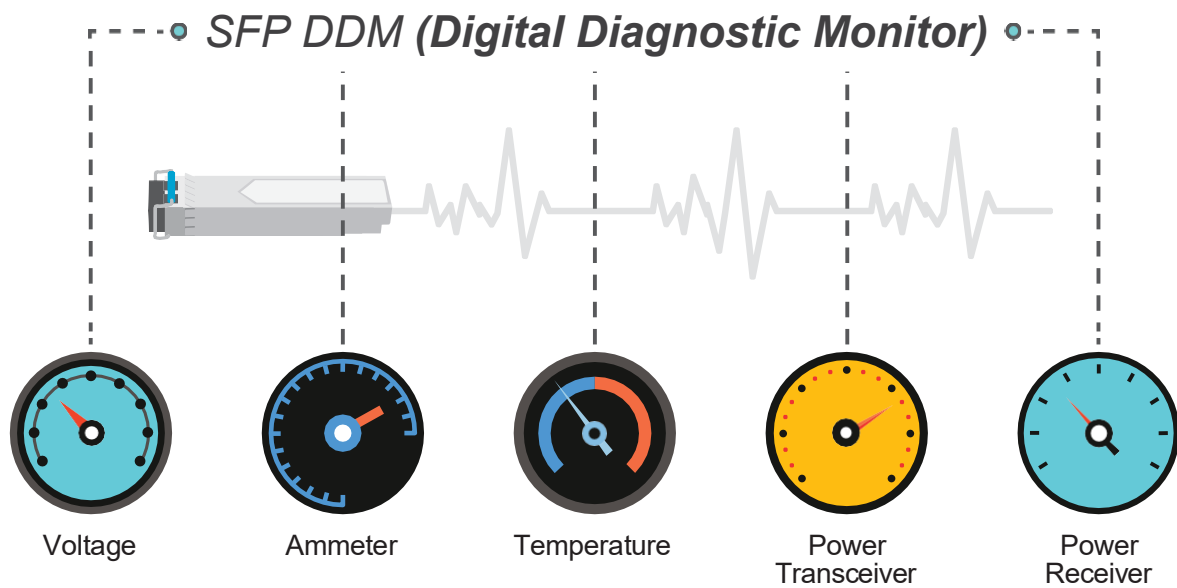 SFP DDM (Digital Diagnostic Monitor)
Voltage
Ammeter
Temperature
Power
Transceiver
Power
Receiver